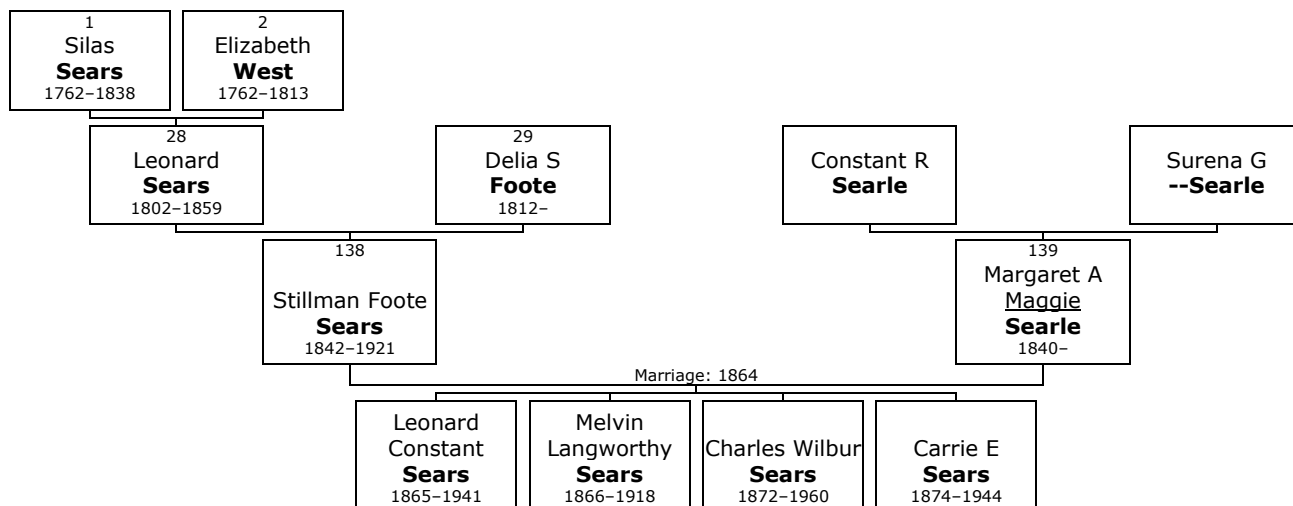 1
Silas
Sears
1762–1838
2
Elizabeth
West
1762–1813
28
Leonard
Sears
1802–1859
29
Delia S
Foote
1812–
Constant R
Searle
Surena G
--Searle
138
Stillman Foote
Sears
1842–1921
139
Margaret A
Maggie
Searle
1840–
Marriage: 1864
Leonard
Constant
Sears
1865–1941
Melvin
Langworthy
Sears
1866–1918
Charles Wilbur
Sears
1872–1960
Carrie E
Sears
1874–1944